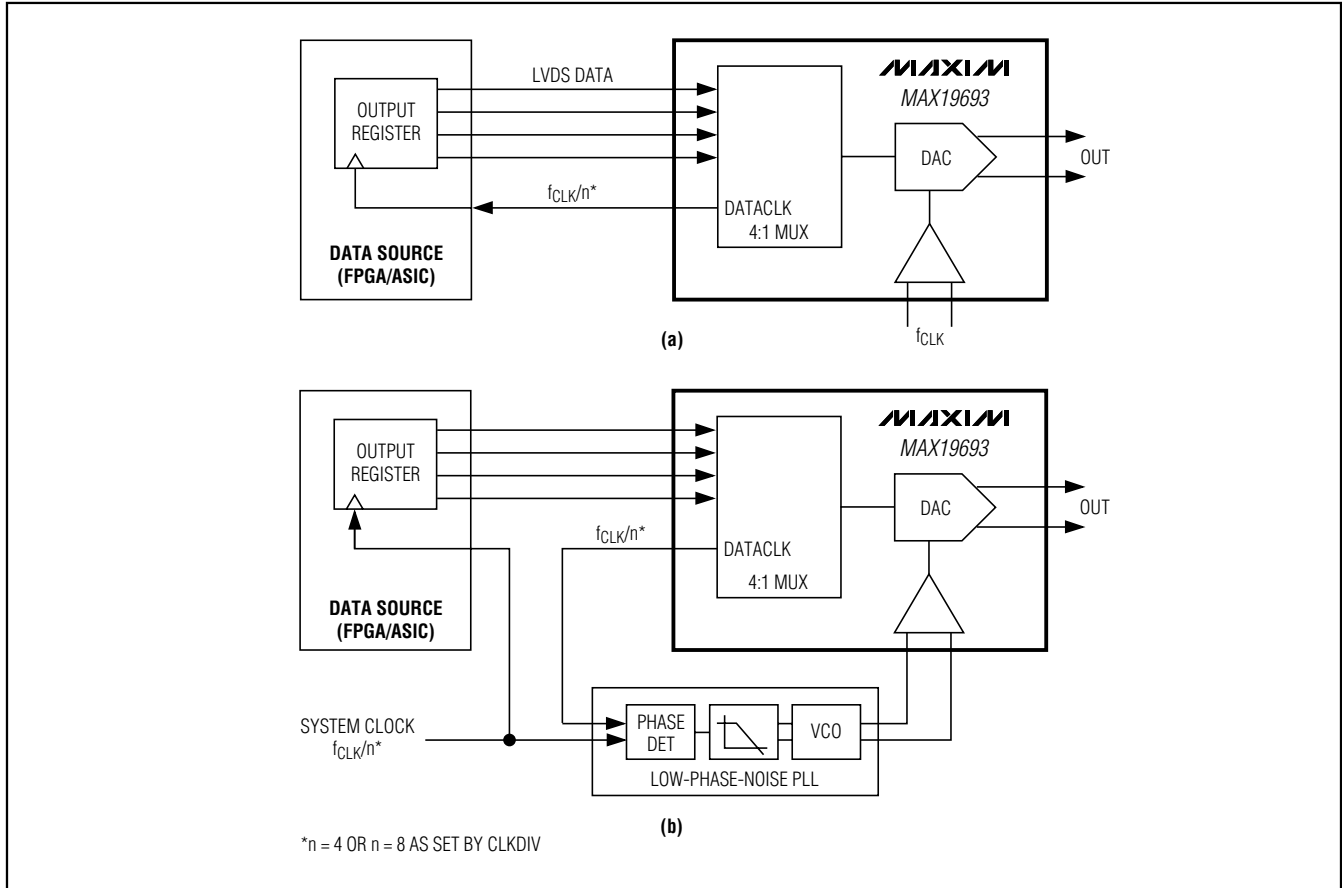 LVDS DATA
OUTPUT
REGISTER
MAXIM
MAX19693
DAC
OUT
fCLK/n*
DATACLK
4:1 MUX
DATA SOURCE
(FPGA/ASIC)
fCLK
(a)
OUTPUT
REGISTER
MAXIM
MAX19693
DAC
OUT
fCLK/n*
DATACLK
4:1 MUX
DATA SOURCE
(FPGA/ASIC)
SYSTEM CLOCK
fCLK/n*
PHASE
DET
VCO
LOW-PHASE-NOISE PLL
(b)
*n = 4 OR n = 8 AS SET BY CLKDIV